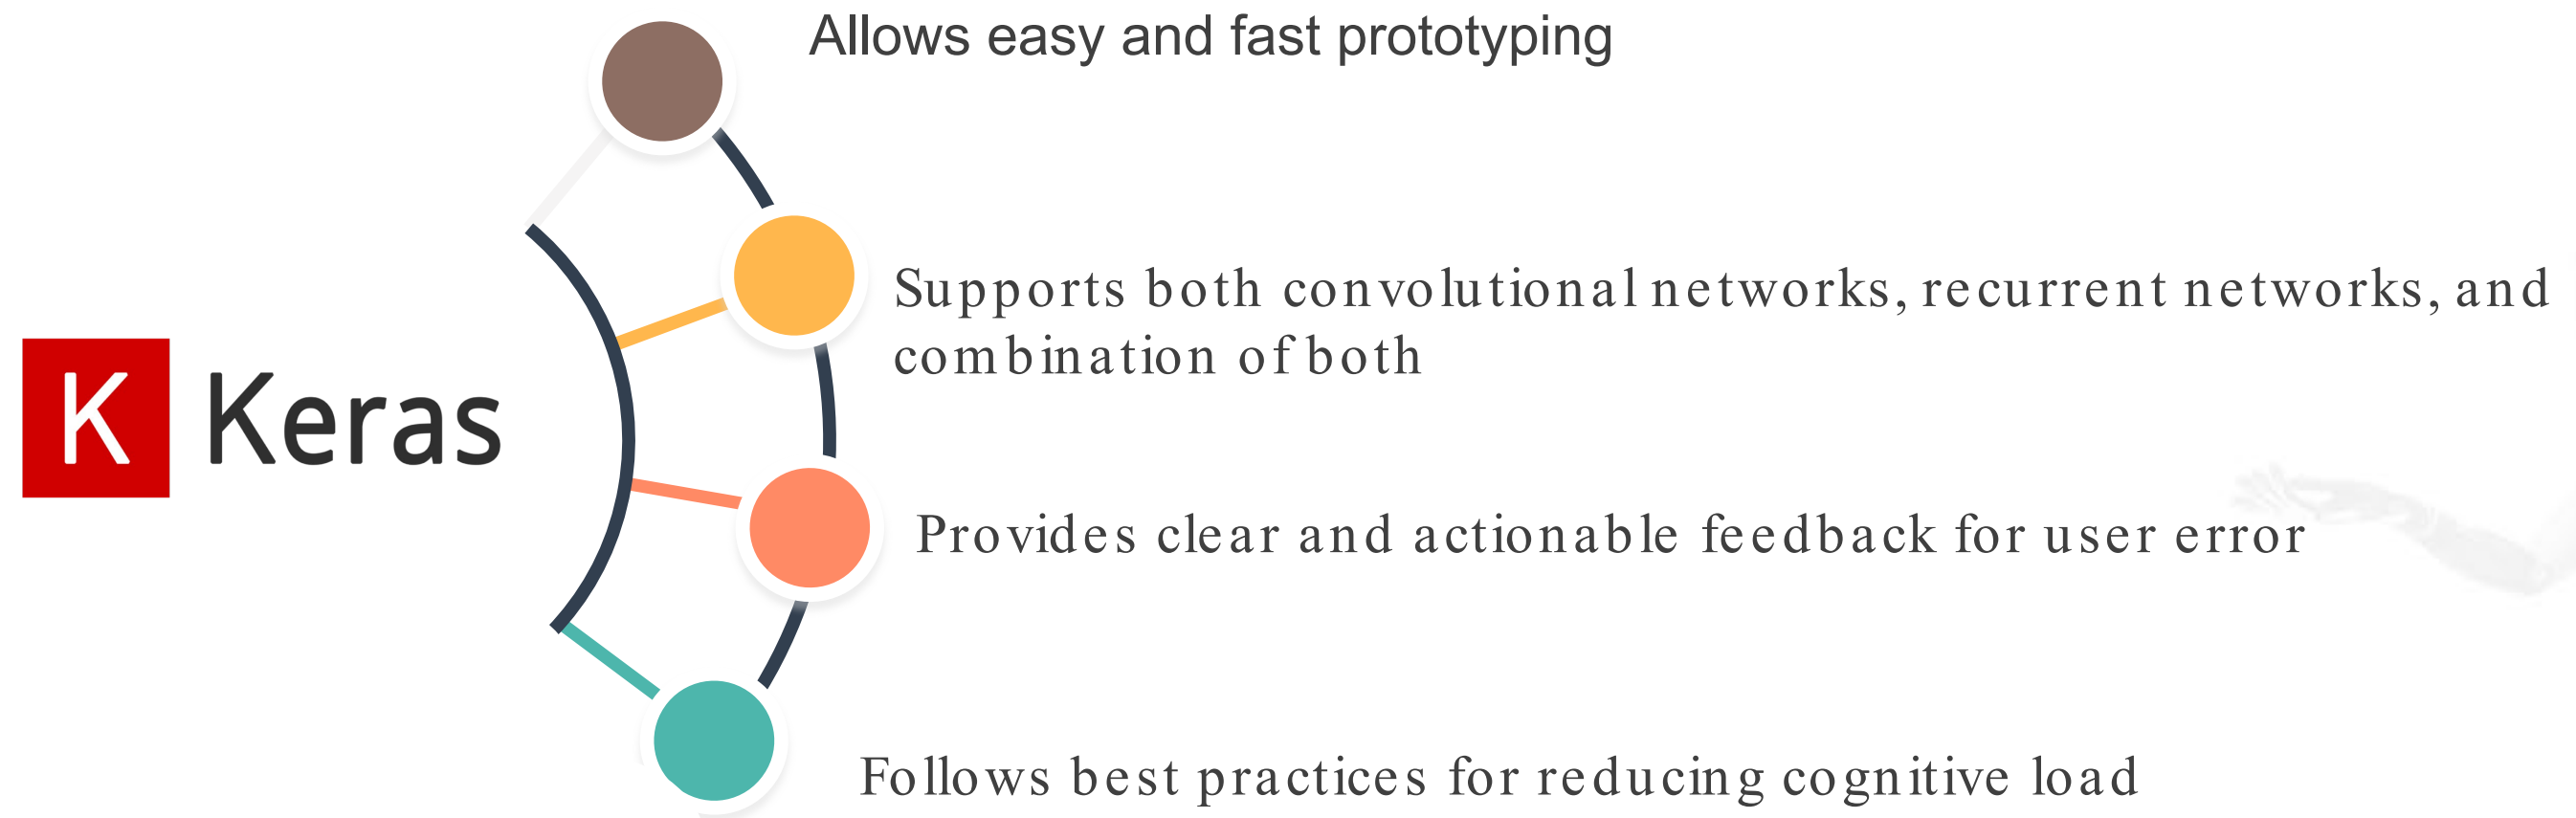 Allows easy and fast prototyping
Supports both convolutional networks, recurrent networks, and
combination of both
K Keras
Provides clear and actionable feedback for user error
Follows best practices for reducing cognitive load